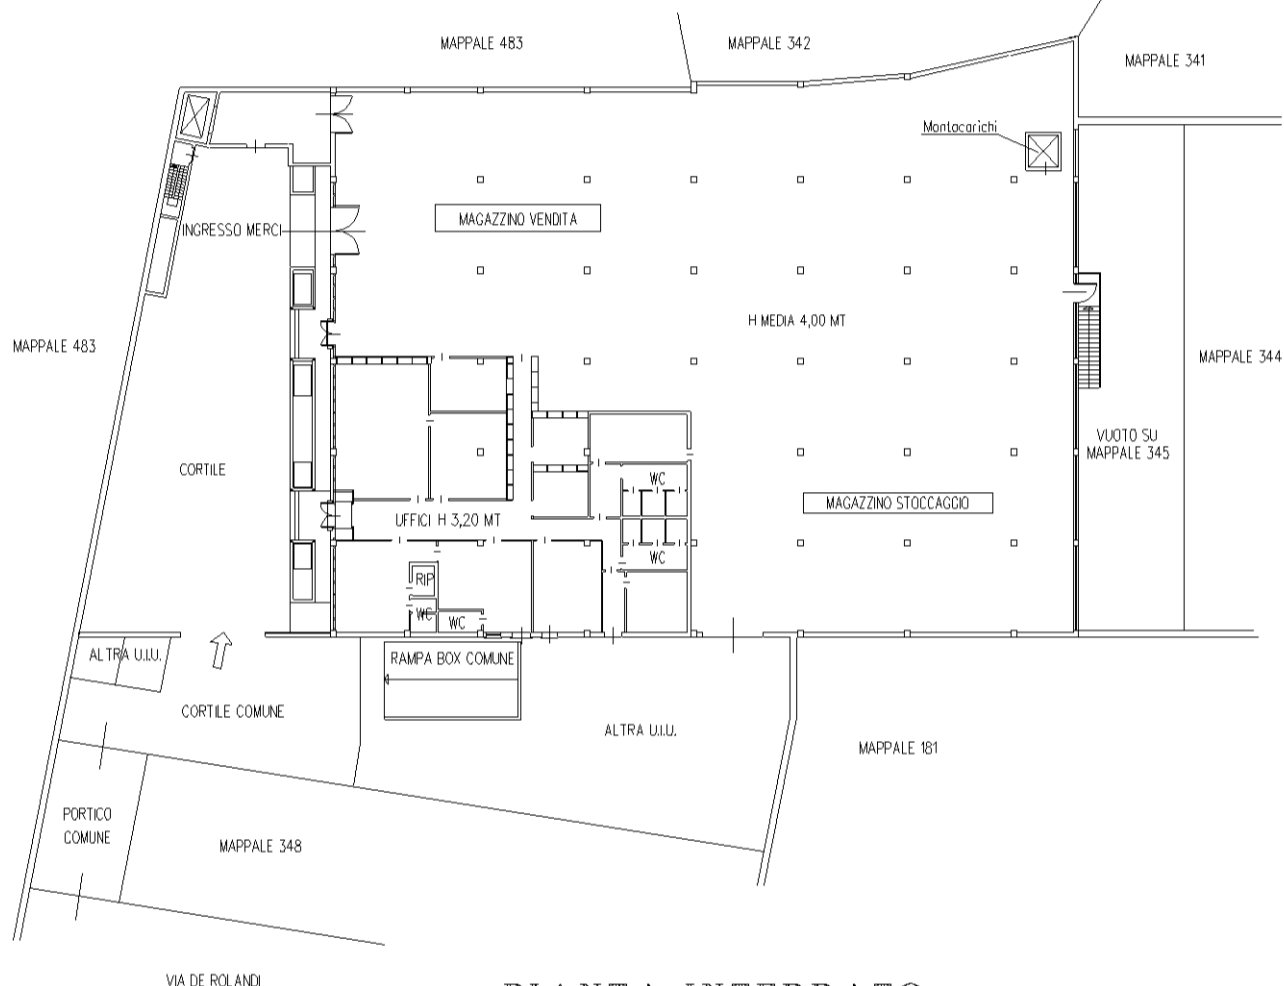 MAPPALE 483
MAPPALE 342
MAPPALE 341
Montacarichi
MAGAZZINO VENDITA
INGRESSO MERCI
H MEDIA 4,00 MT
MAPPALE 483
MAPPALE 344
VUOTO SU
MAPPALE 345
CORTILE
WC
MAGAZZINO STOCCAGGIO
UFFICI H 3,20 MT
WC
RIP
WC
WC
ALTRA U.I.U.
RAMPA BOX COMUNE
CORTILE COMUNE
ALTRA U.I.U.
MAPPALE 181
PORTICO
COMUNE
MAPPALE 348
VIA DE ROLANDI